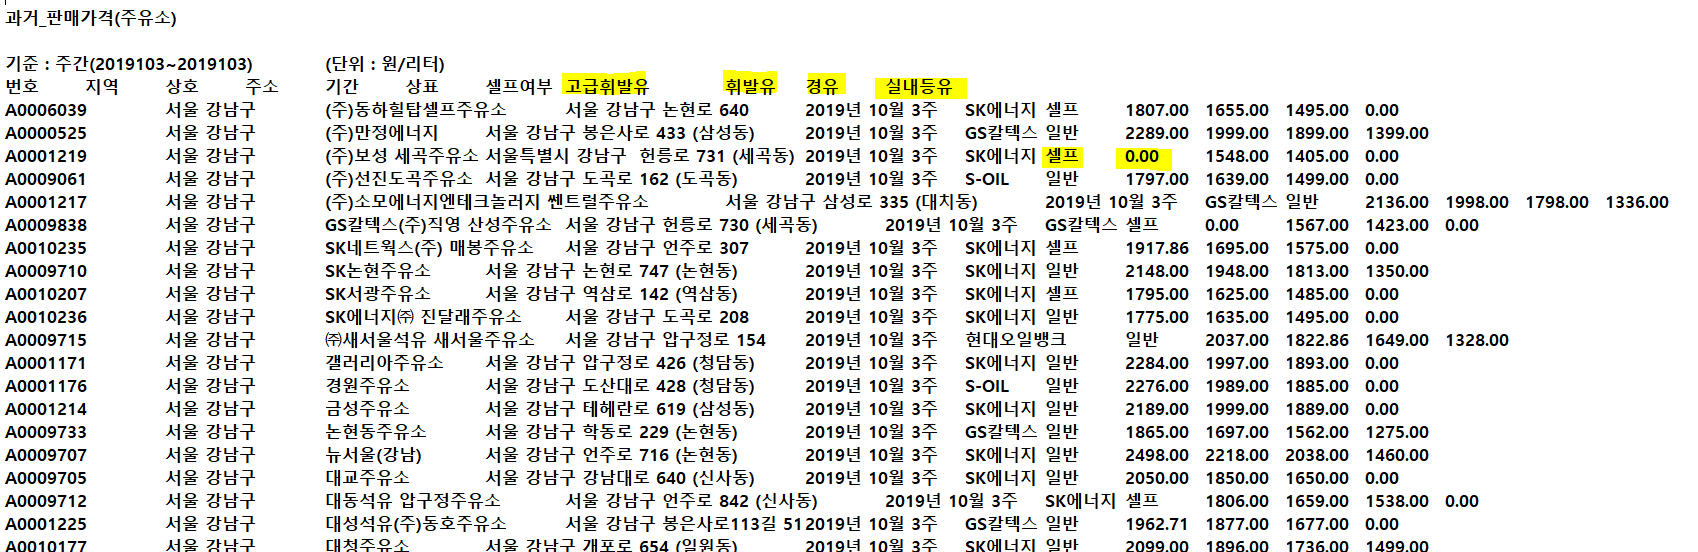 과거_판매가격(주유소)
기준 : 주간(2019103~2019103) (단위 : 원/리터)
번호 지역 상호 주소 기간 상표 셀프여부 고급휘발유 휘발유 경유 실내등유
A0006039 서울 강남구 (주)동하힐탑셀프주유소 서울 강남구 논현로 640 2019년 10월 3주 SK에너지 셀프 1807.00 1655.00 1495.00 0.00
A0000525 서울 강남구 (주)만정에너지 서울 강남구 봉은사로 433 (삼성동) 2019년 10월 3주 GS칼텍스 일반 2289.00 1999.00 1899.00 1399.00
A0001219 서울 강남구 (주)보성 세곡주유소 서울특별시 강남구 헌릉로 731 (세곡동) 2019년 10월 3주 SK에너지 셀프 0.00 1548.00 1405.00 0.00
A0009061 서울 강남구 (주)선진도곡주유소 서울 강남구 도곡로 162 (도곡동) 2019년 10월 3주 S-OIL 일반 1797.00 1639.00 1499.00 0.00
A0001217 서울 강남구 (주)소모에너지엔테크놀러지 쎈트럴주유소 서울 강남구 삼성로 335 (대치동) 2019년 10월 3주 GS칼텍스 일반 2136.00 1998.00 1798.00 1336.00
A0009838 서울 강남구 GS칼텍스(주)직영 산성주유소 서울 강남구 헌릉로 730 (세곡동) 2019년 10월 3주 GS칼텍스 셀프 0.00 1567.00 1423.00 0.00
A0010235 서울 강남구 SK네트웍스(주) 매봉주유소 서울 강남구 언주로 307 2019년 10월 3주 SK에너지 셀프 1917.86 1695.00 1575.00 0.00
A0009710 서울 강남구 SK논현주유소 서울 강남구 논현로 747 (논현동) 2019년 10월 3주 SK에너지 일반 2148.00 1948.00 1813.00 1350.00
A0010207 서울 강남구 SK서광주유소 서울 강남구 역삼로 142 (역삼동) 2019년 10월 3주 SK에너지 셀프 1795.00 1625.00 1485.00 0.00
A0010236 서울 강남구 SK에너지㈜ 진달래주유소 서울 강남구 도곡로 208 2019년 10월 3주 SK에너지 일반 1775.00 1635.00 1495.00 0.00
A0009715 서울 강남구 ㈜새서울석유 새서울주유소 서울 강남구 압구정로 154 2019년 10월 3주 현대오일뱅크 일반 2037.00 1822.86 1649.00 1328.00
A0001171 서울 강남구 갤러리아주유소 서울 강남구 압구정로 426 (청담동) 2019년 10월 3주 SK에너지 일반 2284.00 1997.00 1893.00 0.00
A0001176 서울 강남구 경원주유소 서울 강남구 도산대로 428 (청담동) 2019년 10월 3주 S-OIL 일반 2276.00 1989.00 1885.00 0.00
A0001214 서울 강남구 금성주유소 서울 강남구 테헤란로 619 (삼성동) 2019년 10월 3주 SK에너지 일반 2189.00 1999.00 1889.00 0.00
A0009733 서울 강남구 논현동주유소 서울 강남구 학동로 229 (논현동) 2019년 10월 3주 GS칼텍스 일반 1865.00 1697.00 1562.00 1275.00
A0009707 서울 강남구 뉴서울(강남) 서울 강남구 언주로 716 (논현동) 2019년 10월 3주 SK에너지 일반 2498.00 2218.00 2038.00 1460.00
A0009705 서울 강남구 대교주유소 서울 강남구 강남대로 640 (신사동) 2019년 10월 3주 SK에너지 일반 2050.00 1850.00 1650.00 0.00
A0009712 서울 강남구 대동석유 압구정주유소 서울 강남구 언주로 842 (신사동) 2019년 10월 3주 SK에너지 셀프 1806.00 1659.00 1538.00 0.00
A0001225 서울 강남구 대성석유(주)동호주유소 서울 강남구 봉은사로113길 51 2019년 10월 3주 GS칼텍스 일반 1962.71 1877.00 1677.00 0.00
A0010177 서울 강남구 대청주유소 서울 강남구 개포로 654 (일원동) 2019년 10월 3주 SK에너지 일반 2099.00 1896.00 1736.00 1499.00